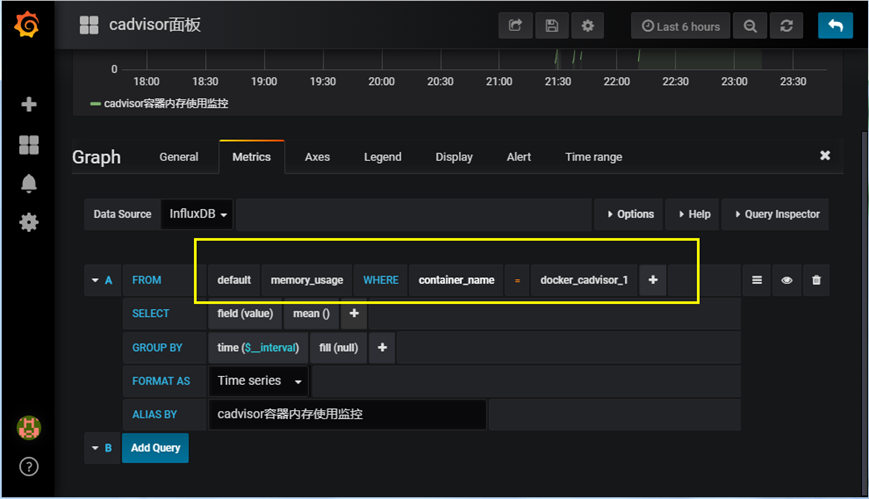 cadvisor面板
Last 6 hours
0
18:00 18:30 19:00 19:30 20:00 20:30 21:00 21:30 22:00 22:30 23:00 23:30
cadvisor容器内存使用监控
Graph General Metrics Axes Legend Display Alert Time range
Data Source InfluxDB Options Help Query Inspector
A FROM default memory_usage WHERE container_name = docker_cadvisor_1
SELECT field (value) mean ()
GROUP BY time ($__interval) fill (null)
FORMAT AS Time series
ALIAS BY cadvisor容器内存使用监控
B Add Query